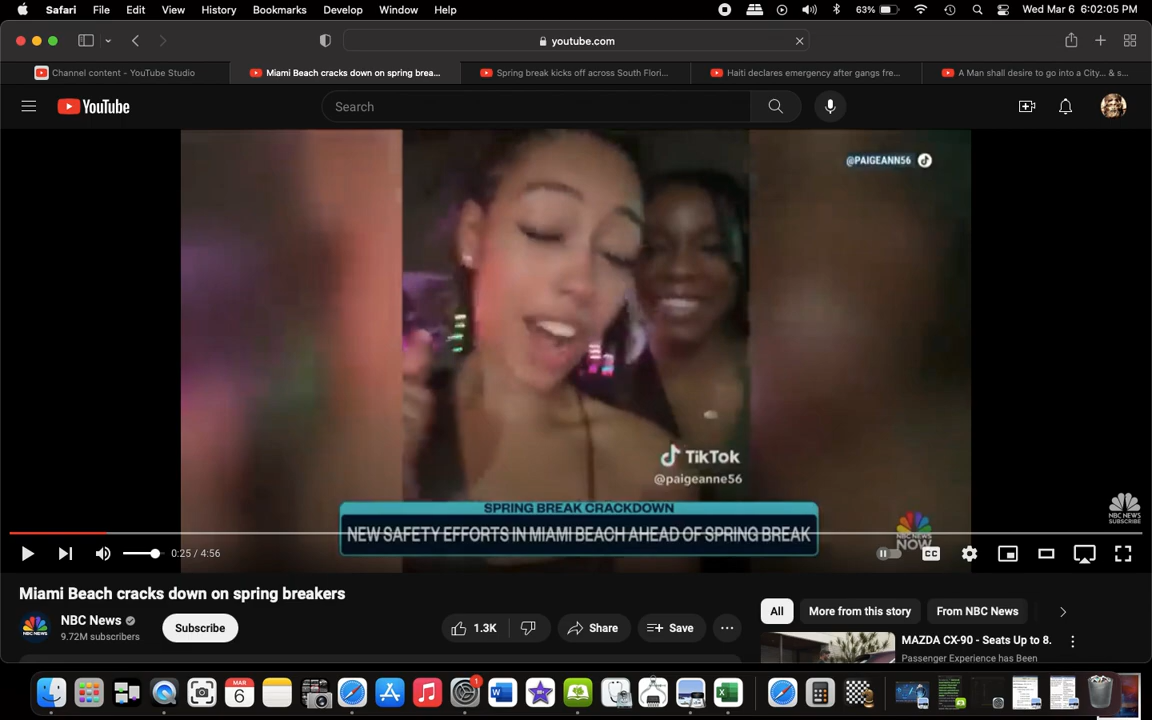 Safari File Edit View History Bookmarks Develop Window Help 63% Wed Mar 6 6:02:05 PM
youtube.com
Channel content - YouTube Studio
Miami Beach cracks down on spring brea...
Spring break kicks off across South Flori...
Haiti declares emergency after gangs fre...
A Man shall desire to go into a City... & s...
YouTube
Search
@PAIGEANN56
TikTok
@paigeanne56
SPRING BREAK CRACKDOWN
NEW SAFETY EFFORTS IN MIAMI BEACH AHEAD OF SPRING BREAK
NBC NEWS
NOW
NBC NEWS
SUBSCRIBE
0:25 / 4:56
CC
Miami Beach cracks down on spring breakers
NBC News
9.72M subscribers
Subscribe
1.3K
Share
Save
All
More from this story
From NBC News
MAZDA CX-90 - Seats Up to 8.
Passenger Experience has Been
MAR
6
1